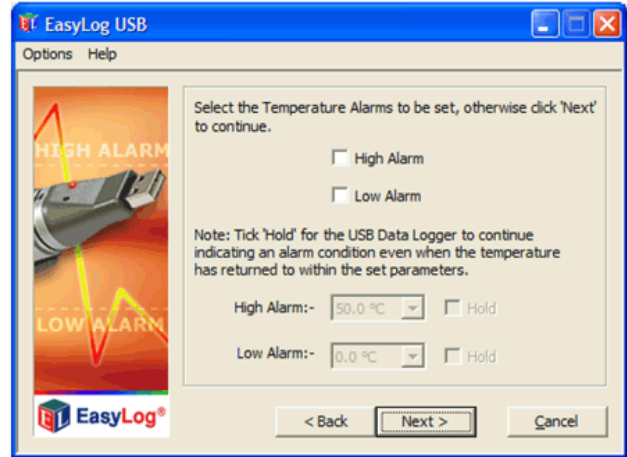 EasyLog USB
Options Help
HIGH ALARM
LOW ALARM
EL EasyLog®
Select the Temperature Alarms to be set, otherwise click 'Next'
to continue.
High Alarm
Low Alarm
Note: Tick 'Hold' for the USB Data Logger to continue
indicating an alarm condition even when the temperature
has returned to within the set parameters.
High Alarm:- 50.0 °C Hold
Low Alarm:- 0.0 °C Hold
< Back Next > Cancel